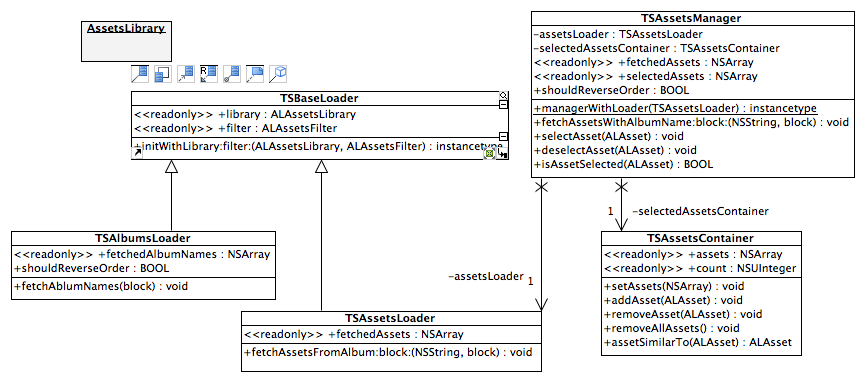 AssetsLibrary
R
TSBaseLoader
<<readonly>> +library : ALAssetsLibrary
<<readonly>> +filter : ALAssetsFilter
+initWithLibrary:filter:(ALAssetsLibrary, ALAssetsFilter) : instancetype
TSAssetsManager
-assetsLoader : TSAssetsLoader
-selectedAssetsContainer : TSAssetsContainer
<<readonly>> +fetchedAssets : NSArray
<<readonly>> +selectedAssets : NSArray
+shouldReverseOrder : BOOL
+managerWithLoader(TSAssetsLoader) : instancetype
+fetchAssetsWithAlbumName:block:(NSString, block) : void
+selectAsset(ALAsset) : void
+deselectAsset(ALAsset) : void
+isAssetSelected(ALAsset) : BOOL
1
-selectedAssetsContainer
TSAlbumsLoader
<<readonly>> +fetchedAlbumNames : NSArray
+shouldReverseOrder : BOOL
+fetchAblumNames(block) : void
-assetsLoader
1
TSAssetsContainer
<<readonly>> +assets : NSArray
<<readonly>> +count : NSUInteger
+setAssets(NSArray) : void
+addAsset(ALAsset) : void
+removeAsset(ALAsset) : void
+removeAllAssets() : void
+assetSimilarTo(ALAsset) : ALAsset
TSAssetsLoader
<<readonly>> +fetchedAssets : NSArray
+fetchAssetsFromAlbum:block:(NSString, block) : void